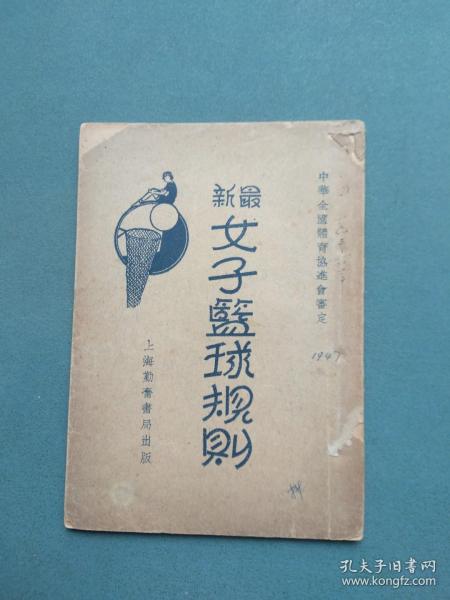 中華全國體育協進會審定
1947
最新
女子籃球規則
上海勤奮書局出版
孔夫子旧书网
www.kongfz.com